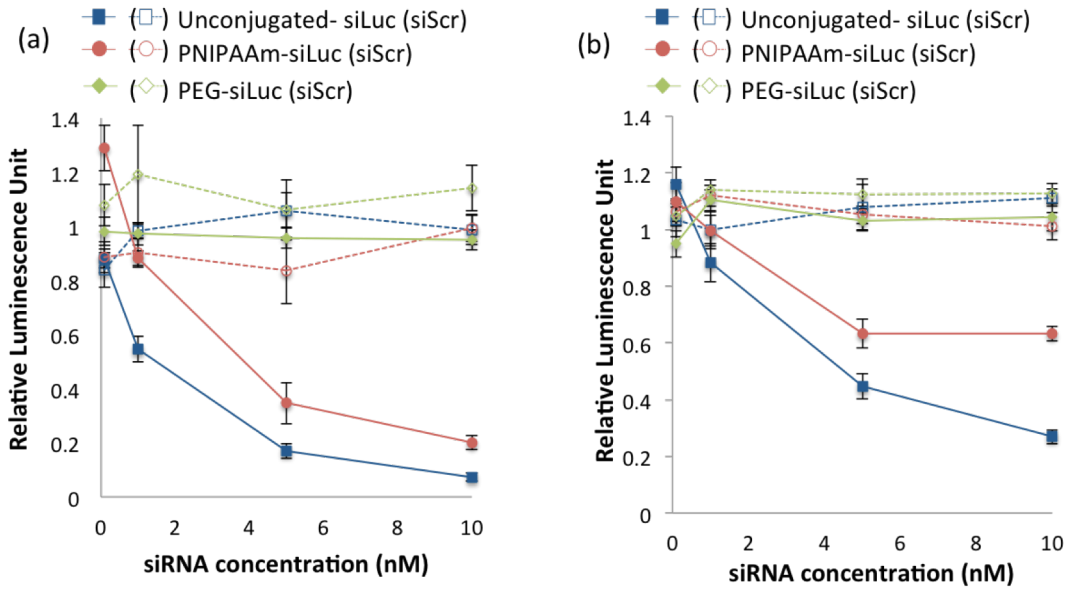 (a)
( ) Unconjugated- siLuc (siScr)
( ) PNIPAAm-siLuc (siScr)
( ) PEG-siLuc (siScr)
Relative Luminescence Unit
1.4
1.2
1
0.8
0.6
0.4
0.2
0
0 2 4 6 8 10
siRNA concentration (nM)
(b)
( ) Unconjugated- siLuc (siScr)
( ) PNIPAAm-siLuc (siScr)
( ) PEG-siLuc (siScr)
Relative Luminescence Unit
1.4
1.2
1
0.8
0.6
0.4
0.2
0
0 2 4 6 8 10
siRNA concentration (nM)